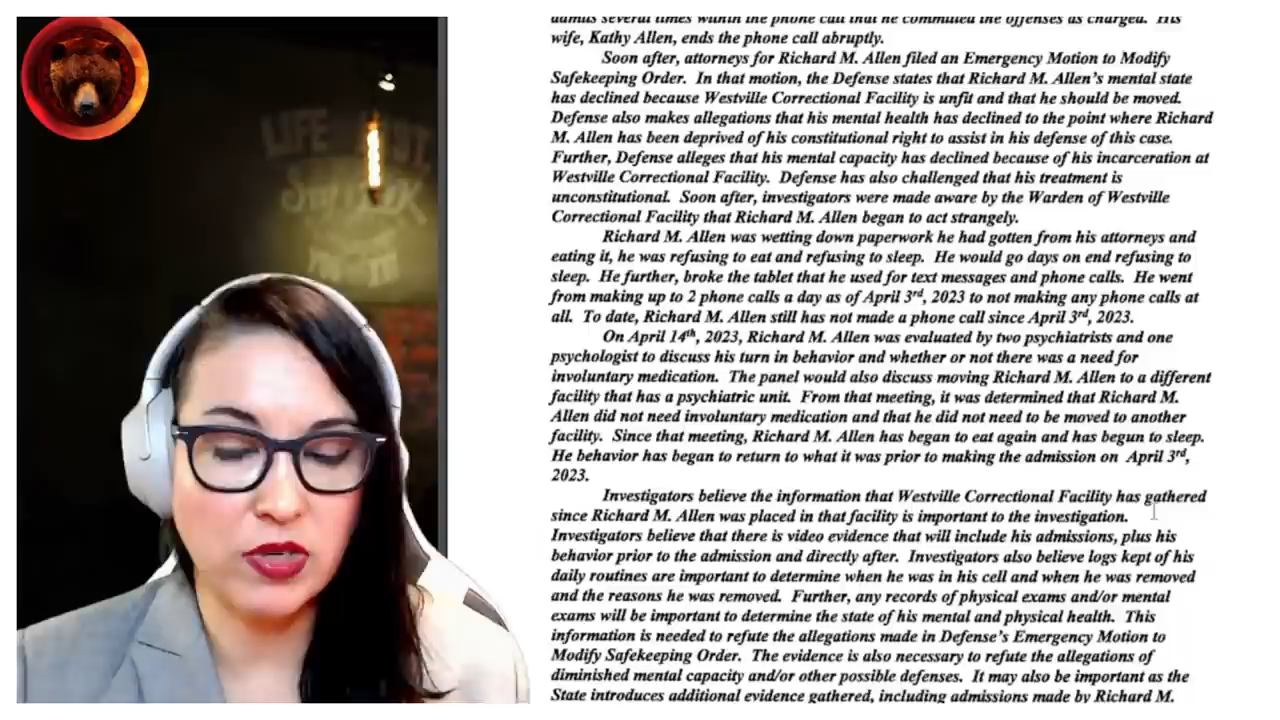 LIFE
admits several times within the phone call that he committed the offenses as charged. His
wife, Kathy Allen, ends the phone call abruptly.
Soon after, attorneys for Richard M. Allen filed an Emergency Motion to Modify
Safekeeping Order. In that motion, the Defense states that Richard M. Allen's mental state
has declined because Westville Correctional Facility is unfit and that he should be moved.
Defense also makes allegations that his mental health has declined to the point where Richard
M. Allen has been deprived of his constitutional right to assist in his defense of this case.
Further, Defense alleges that his mental capacity has declined because of his incarceration at
Westville Correctional Facility. Defense has also challenged that his treatment is
unconstitutional. Soon after, investigators were made aware by the Warden of Westville
Correctional Facility that Richard M. Allen began to act strangely.
Richard M. Allen was wetting down paperwork he had gotten from his attorneys and
eating it, he was refusing to eat and refusing to sleep. He would go days on end refusing to
sleep. He further, broke the tablet that he used for text messages and phone calls. He went
from making up to 2 phone calls a day as of April 3rd, 2023 to not making any phone calls at
all. To date, Richard M. Allen still has not made a phone call since April 3rd, 2023.
On April 14th, 2023, Richard M. Allen was evaluated by two psychiatrists and one
psychologist to discuss his turn in behavior and whether or not there was a need for
involuntary medication. The panel would also discuss moving Richard M. Allen to a different
facility that has a psychiatric unit. From that meeting, it was determined that Richard M.
Allen did not need involuntary medication and that he did not need to be moved to another
facility. Since that meeting, Richard M. Allen has began to eat again and has begun to sleep.
He behavior has began to return to what it was prior to making the admission on April 3rd,
2023.
Investigators believe the information that Westville Correctional Facility has gathered
since Richard M. Allen was placed in that facility is important to the investigation.
Investigators believe that there is video evidence that will include his admissions, plus his
behavior prior to the admission and directly after. Investigators also believe logs kept of his
daily routines are important to determine when he was in his cell and when he was removed
and the reasons he was removed. Further, any records of physical exams and/or mental
exams will be important to determine the state of his mental and physical health. This
information is needed to refute the allegations made in Defense's Emergency Motion to
Modify Safekeeping Order. The evidence is also necessary to refute the allegations of
diminished mental capacity and/or other possible defenses. It may also be important as the
State introduces additional evidence gathered, including admissions made by Richard M.